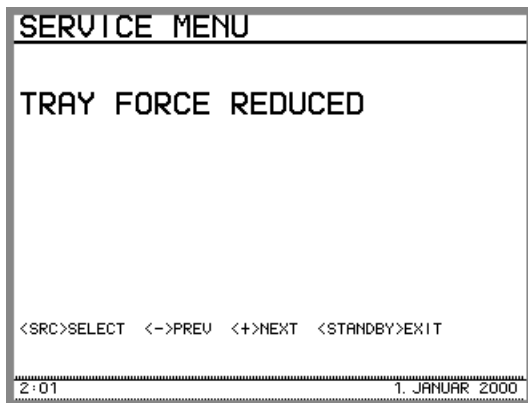 SERVICE MENU
TRAY FORCE REDUCED
<SRC>SELECT <->PREV <+>NEXT <STANDBY>EXIT
2:01 1. JANUAR 2000